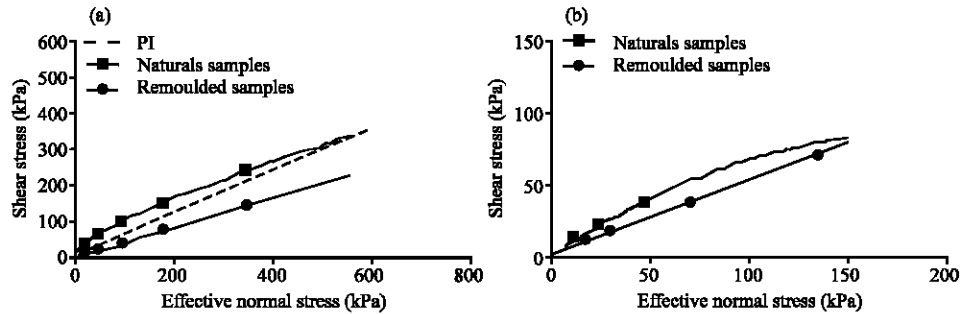 (a)
600
500
400
300
200
100
0
Shear stress (kPa)
PI
Naturals samples
Remoulded samples
0 200 400 600 800
Effective normal stress (kPa)
(b)
150
100
50
0
Shear stress (kPa)
Naturals samples
Remoulded samples
0 50 100 150 200
Effective normal stress (kPa)